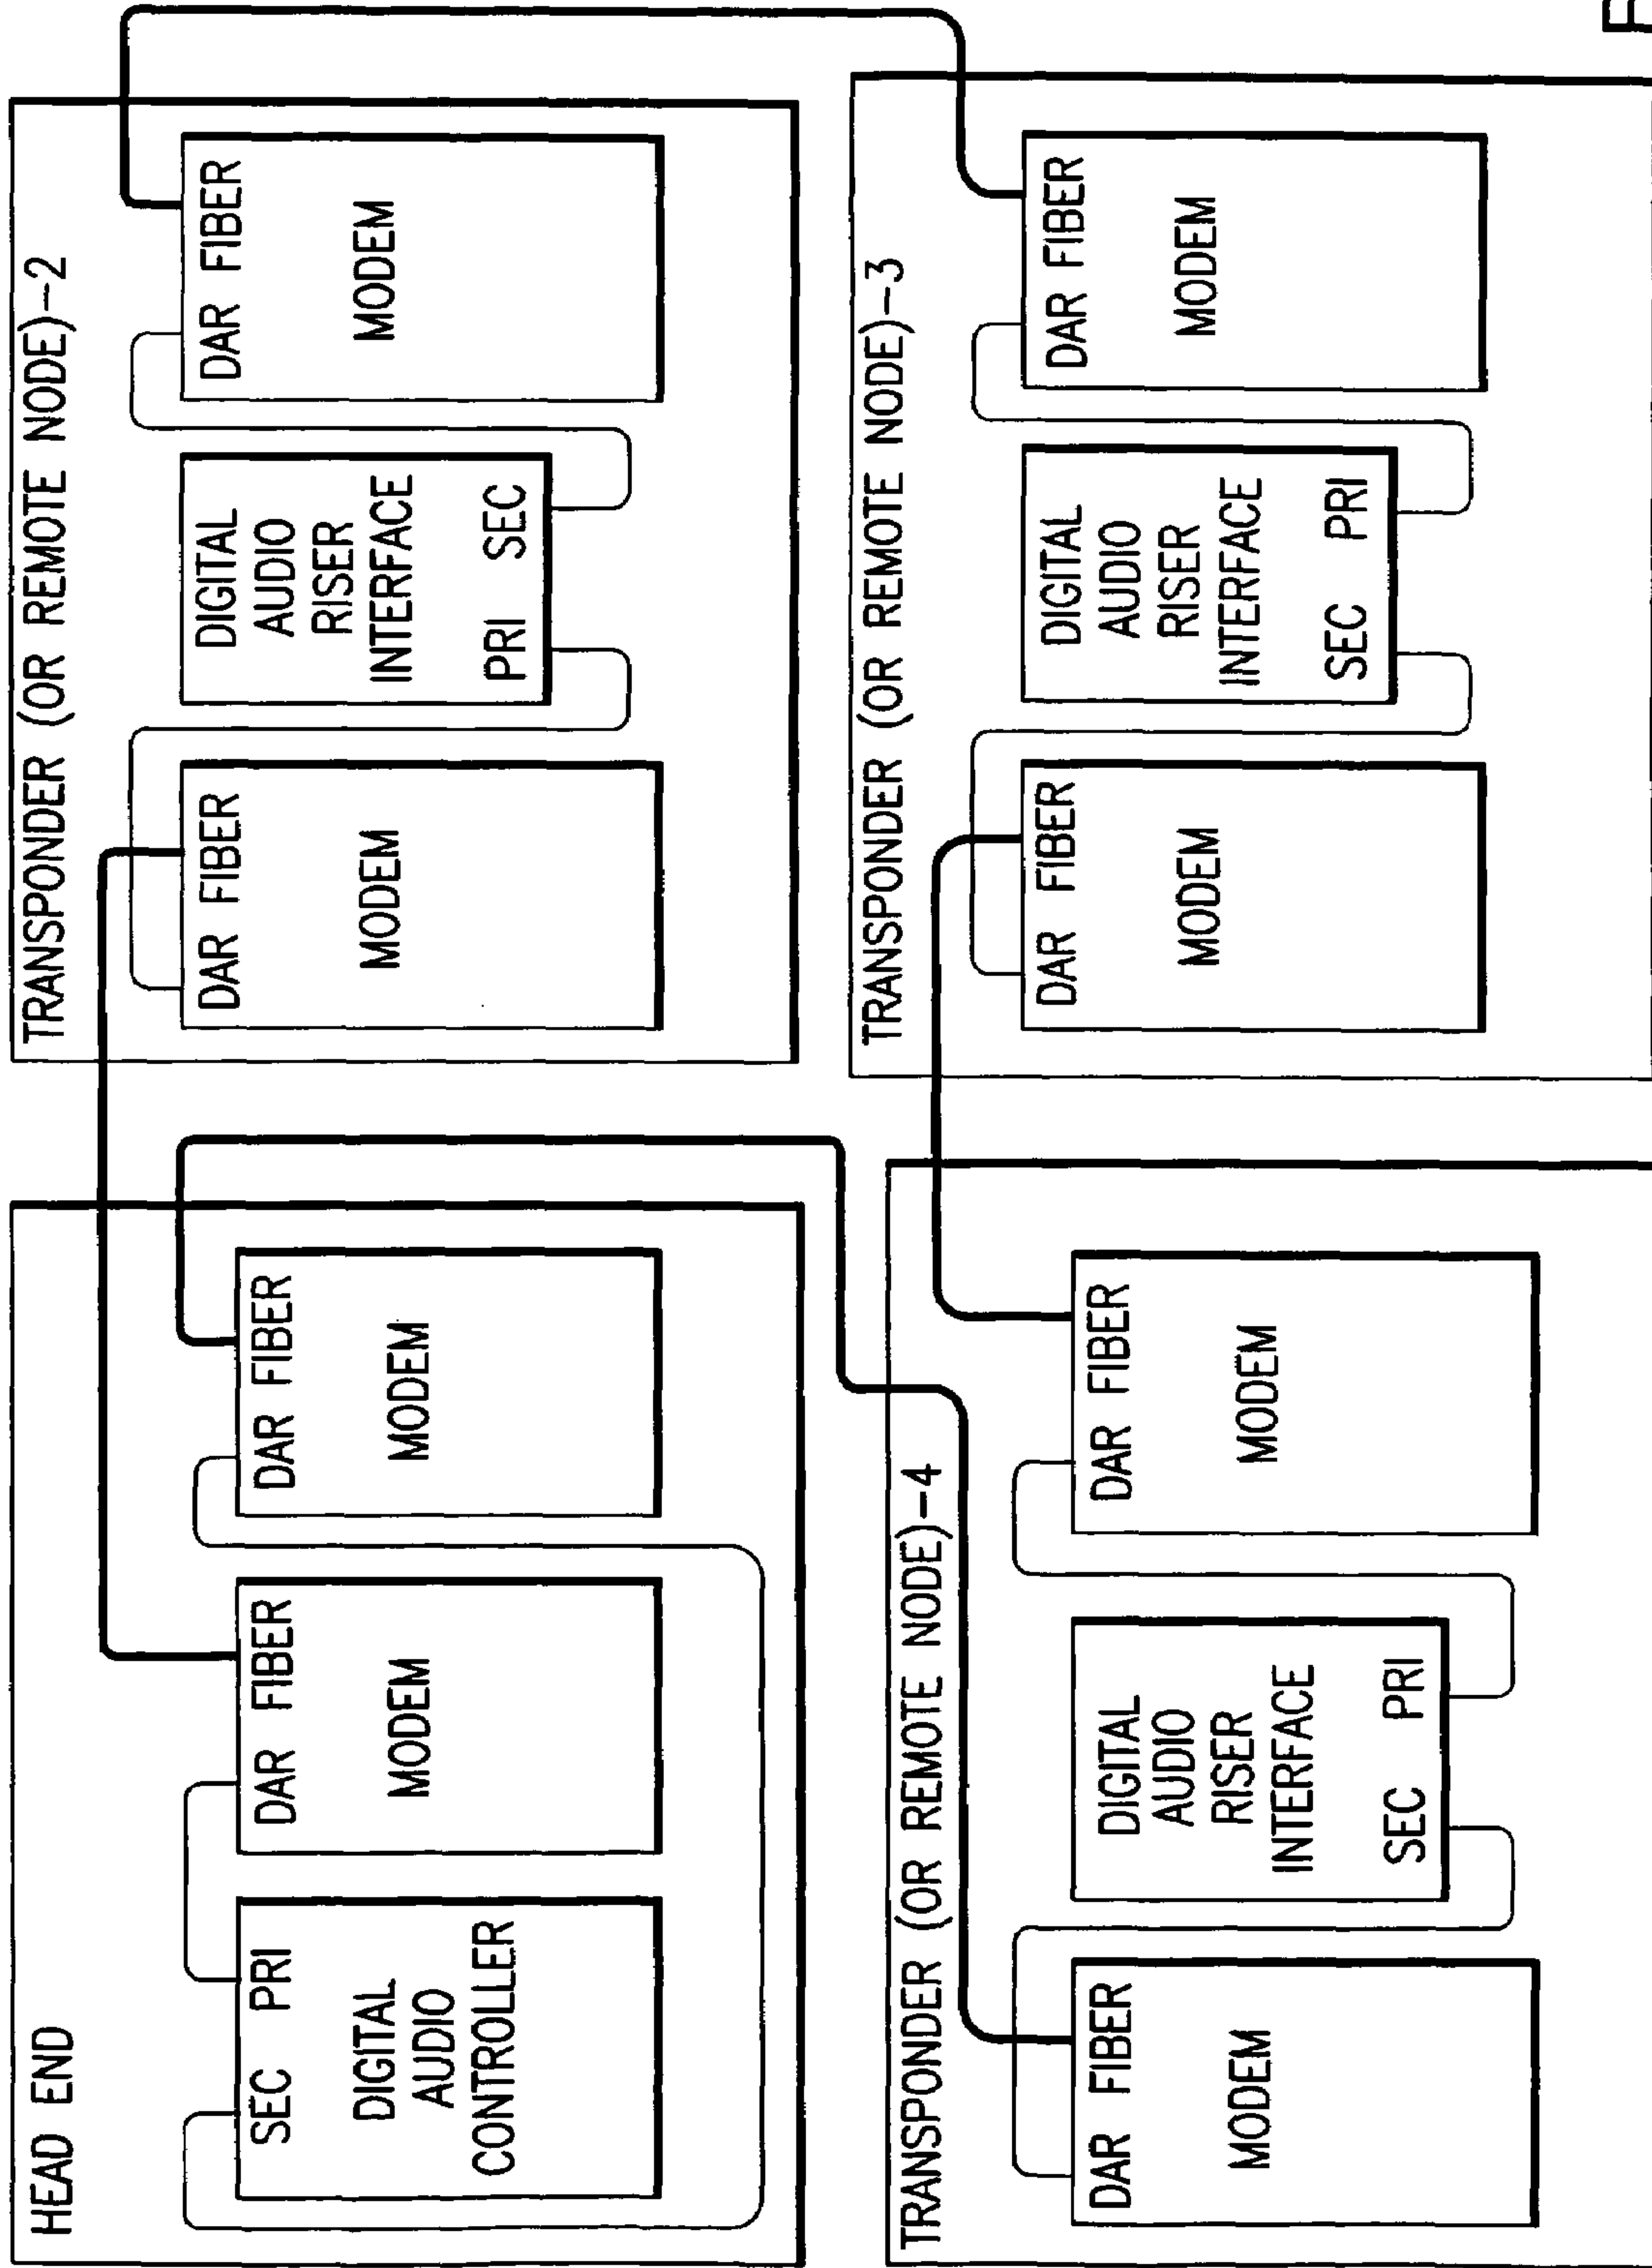 HEAD END
SEC PRI
DIGITAL
AUDIO
CONTROLLER
DAR FIBER
MODEM
DAR FIBER
MODEM
TRANSPONDER (OR REMOTE NODE)-2
DAR FIBER
MODEM
DIGITAL
AUDIO
RISER
INTERFACE
PRI SEC
DAR FIBER
MODEM
TRANSPONDER (OR REMOTE NODE)-4
DAR FIBER
MODEM
DIGITAL
AUDIO
RISER
INTERFACE
SEC PRI
DAR FIBER
MODEM
TRANSPONDER (OR REMOTE NODE)-3
DAR FIBER
MODEM
DIGITAL
AUDIO
RISER
INTERFACE
SEC PRI
DAR FIBER
MODEM